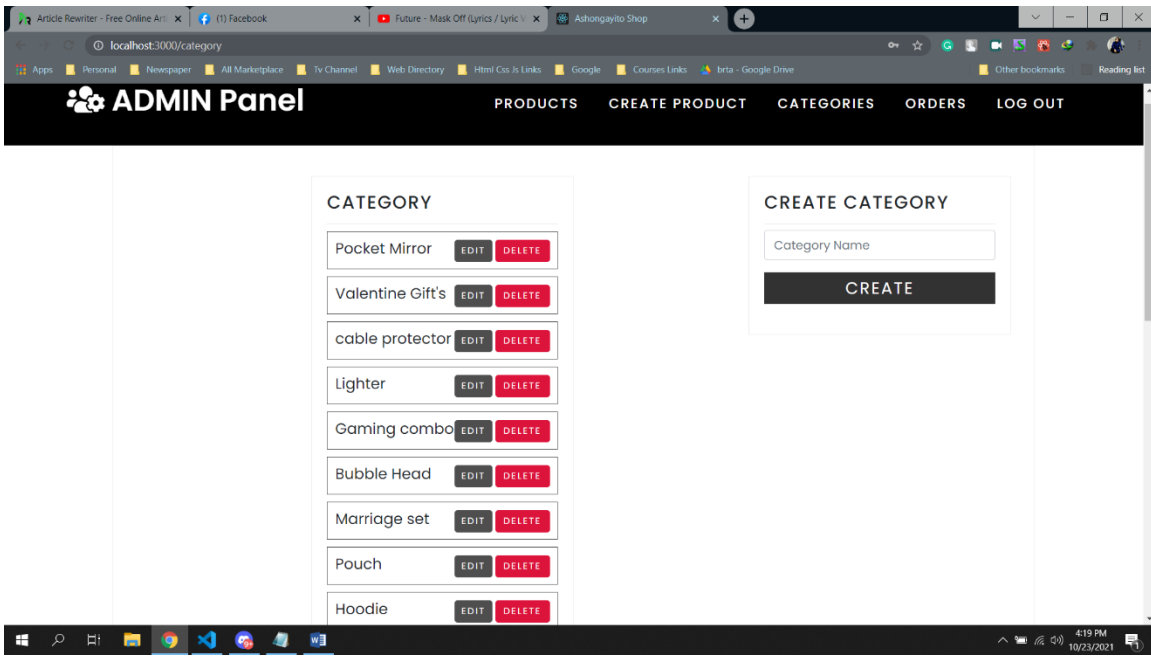 Article Rewriter - Free Online Arti
(1) Facebook
Future - Mask Off (Lyrics / Lyric V
Ashongayito Shop
localhost:3000/category
Apps Personal Newspaper All Marketplace Tv Channel Web Directory Html Css Js Links Google Courses Links brta - Google Drive Other bookmarks Reading list
ADMIN Panel PRODUCTS CREATE PRODUCT CATEGORIES ORDERS LOG OUT
CATEGORY
Pocket Mirror EDIT DELETE
Valentine Gift's EDIT DELETE
cable protector EDIT DELETE
Lighter EDIT DELETE
Gaming combo EDIT DELETE
Bubble Head EDIT DELETE
Marriage set EDIT DELETE
Pouch EDIT DELETE
Hoodie EDIT DELETE
CREATE CATEGORY
Category Name
CREATE
4:19 PM
10/23/2021